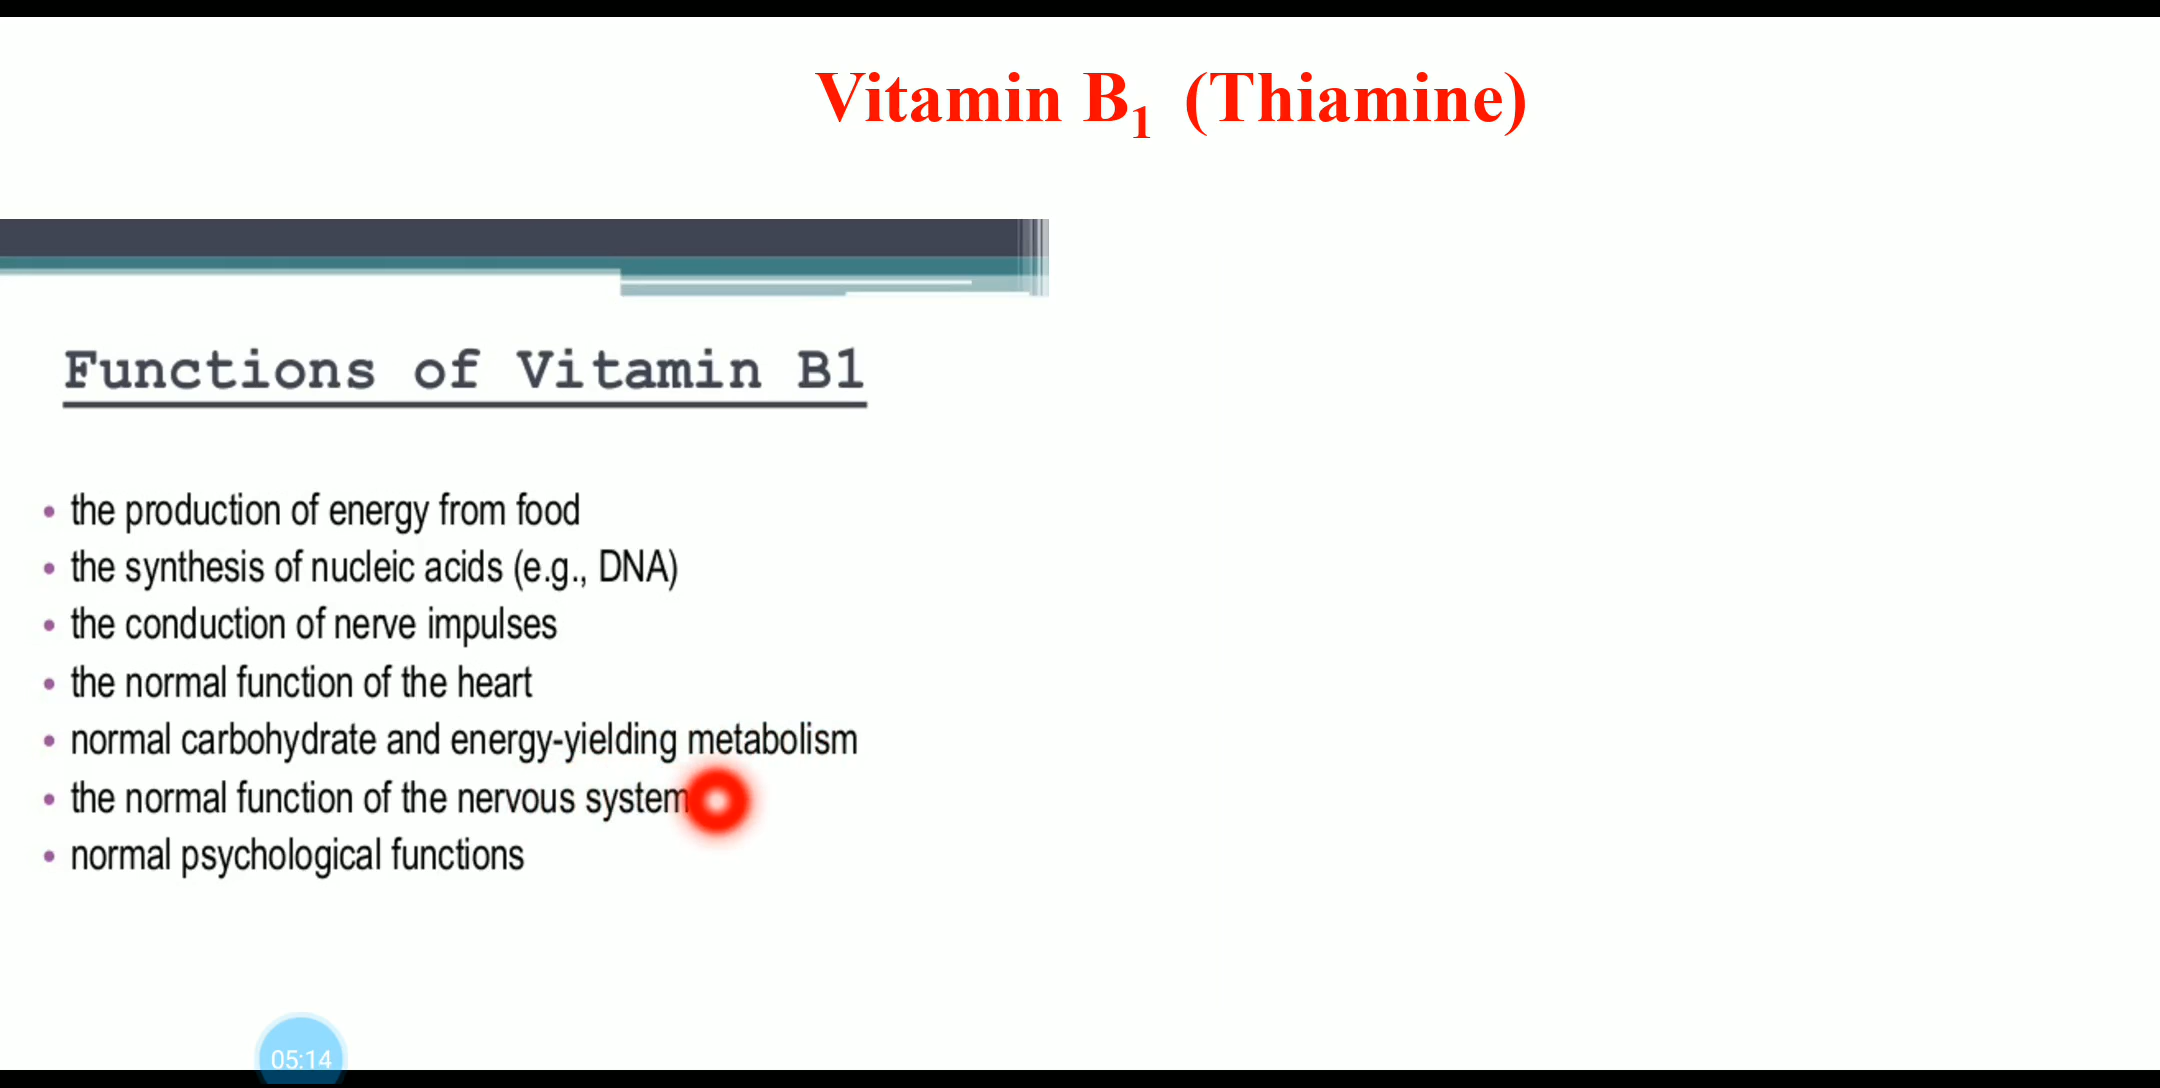 Vitamin B₁ (Thiamine)
Functions of Vitamin B1
• the production of energy from food
• the synthesis of nucleic acids (e.g., DNA)
• the conduction of nerve impulses
• the normal function of the heart
• normal carbohydrate and energy-yielding metabolism
• the normal function of the nervous system
• normal psychological functions
05:14